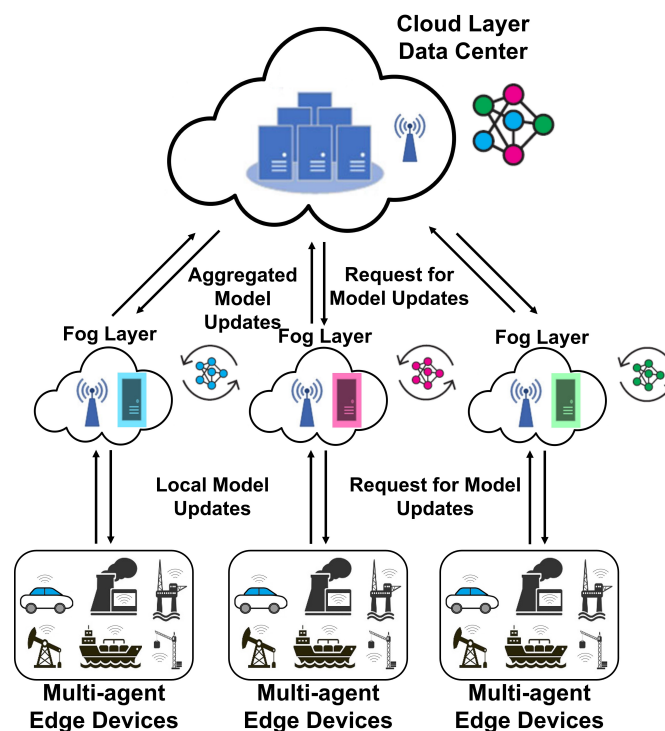 Cloud Layer
Data Center
Aggregated
Model
Updates
Request for
Model Updates
Fog Layer
Fog Layer
Fog Layer
Local Model
Updates
Request for Model
Updates
Multi-agent
Edge Devices
Multi-agent
Edge Devices
Multi-agent
Edge Devices